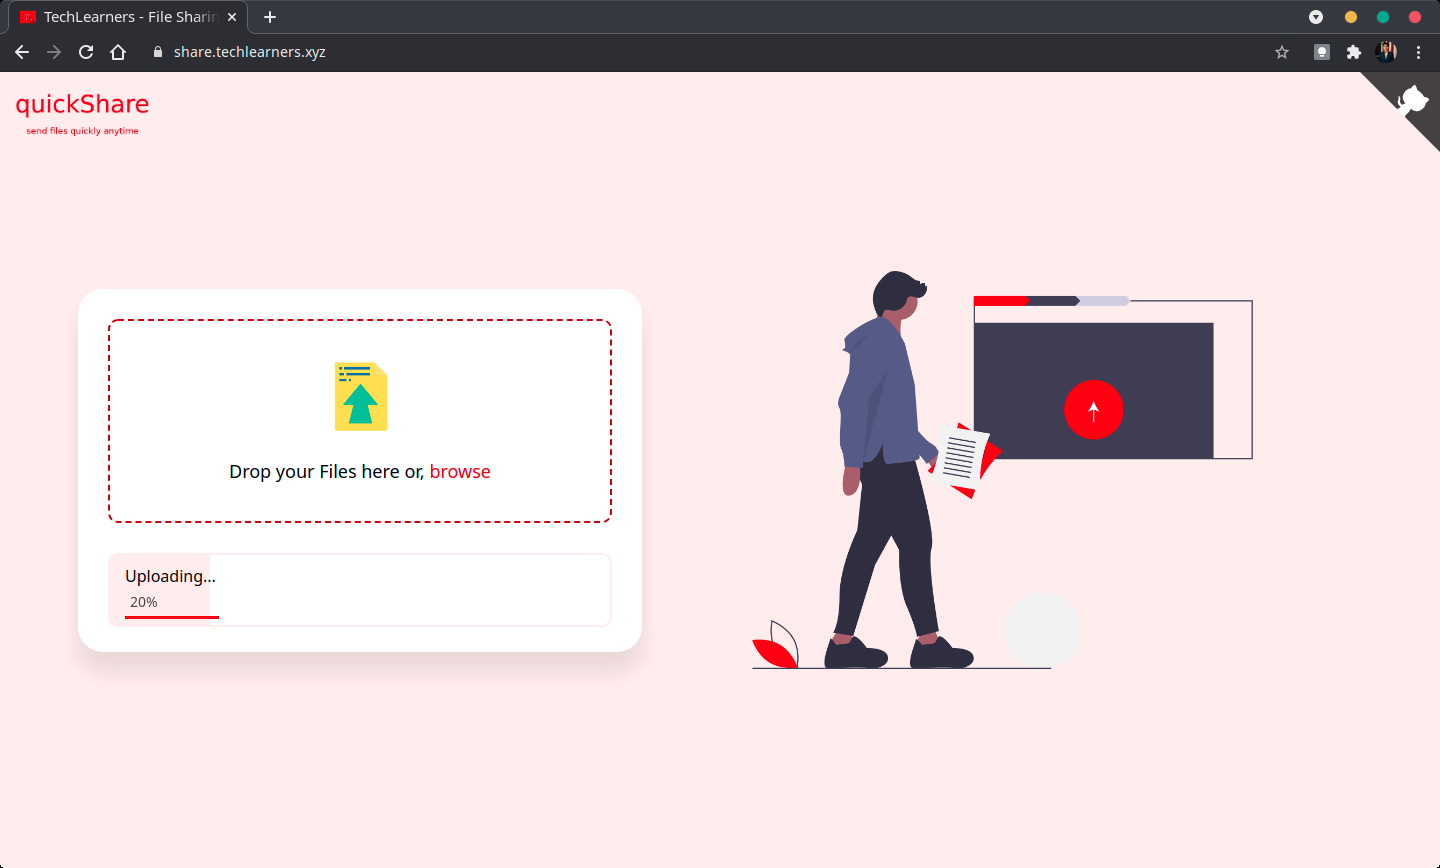 TechLearners - File Sharin
share.techlearners.xyz
quickShare
send files quickly anytime
Drop your Files here or, browse
Uploading...
20%